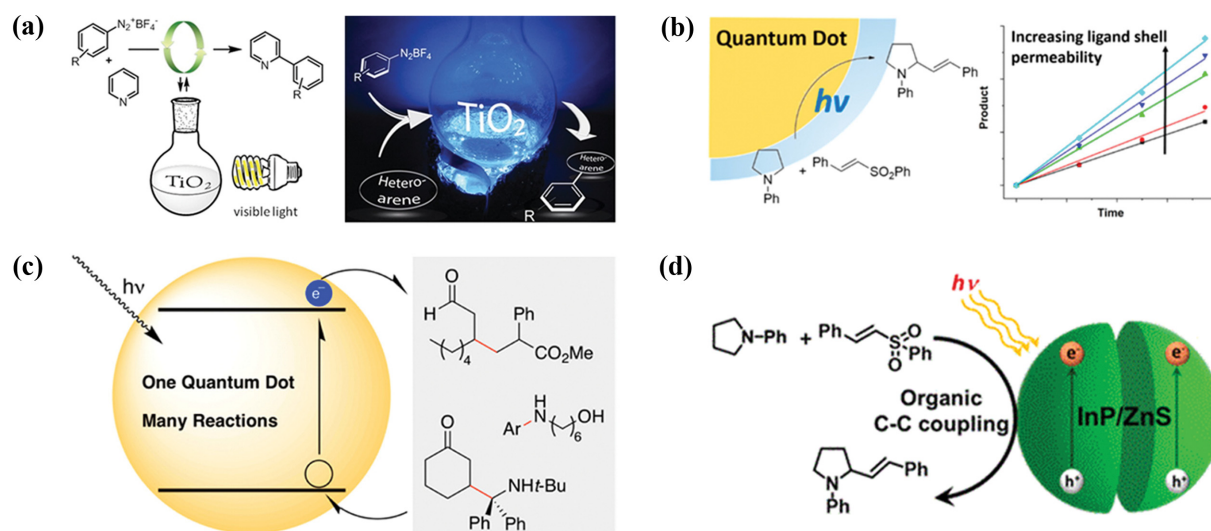 (a)
N₂⁺BF₄⁻
R
+
N
N
R
TiO₂
visible light
N₂BF₄
R
TiO₂
Hetero-
arene
Hetero-
arene
R
(b)
Quantum Dot
hν
N
Ph
Ph
N
Ph
+
Ph
SO₂Ph
Increasing ligand shell
permeability
Product
Time
(c)
hν
e⁻
One Quantum Dot
Many Reactions
O
H
Ph
( )₄
CO₂Me
H
Ar
N
( )₆
OH
O
NHt-Bu
Ph
Ph
(d)
hν
N–Ph
+
Ph
O
O
S
Ph
Organic
C-C coupling
N
Ph
Ph
e⁻
e⁻
InP/ZnS
h⁺
h⁺